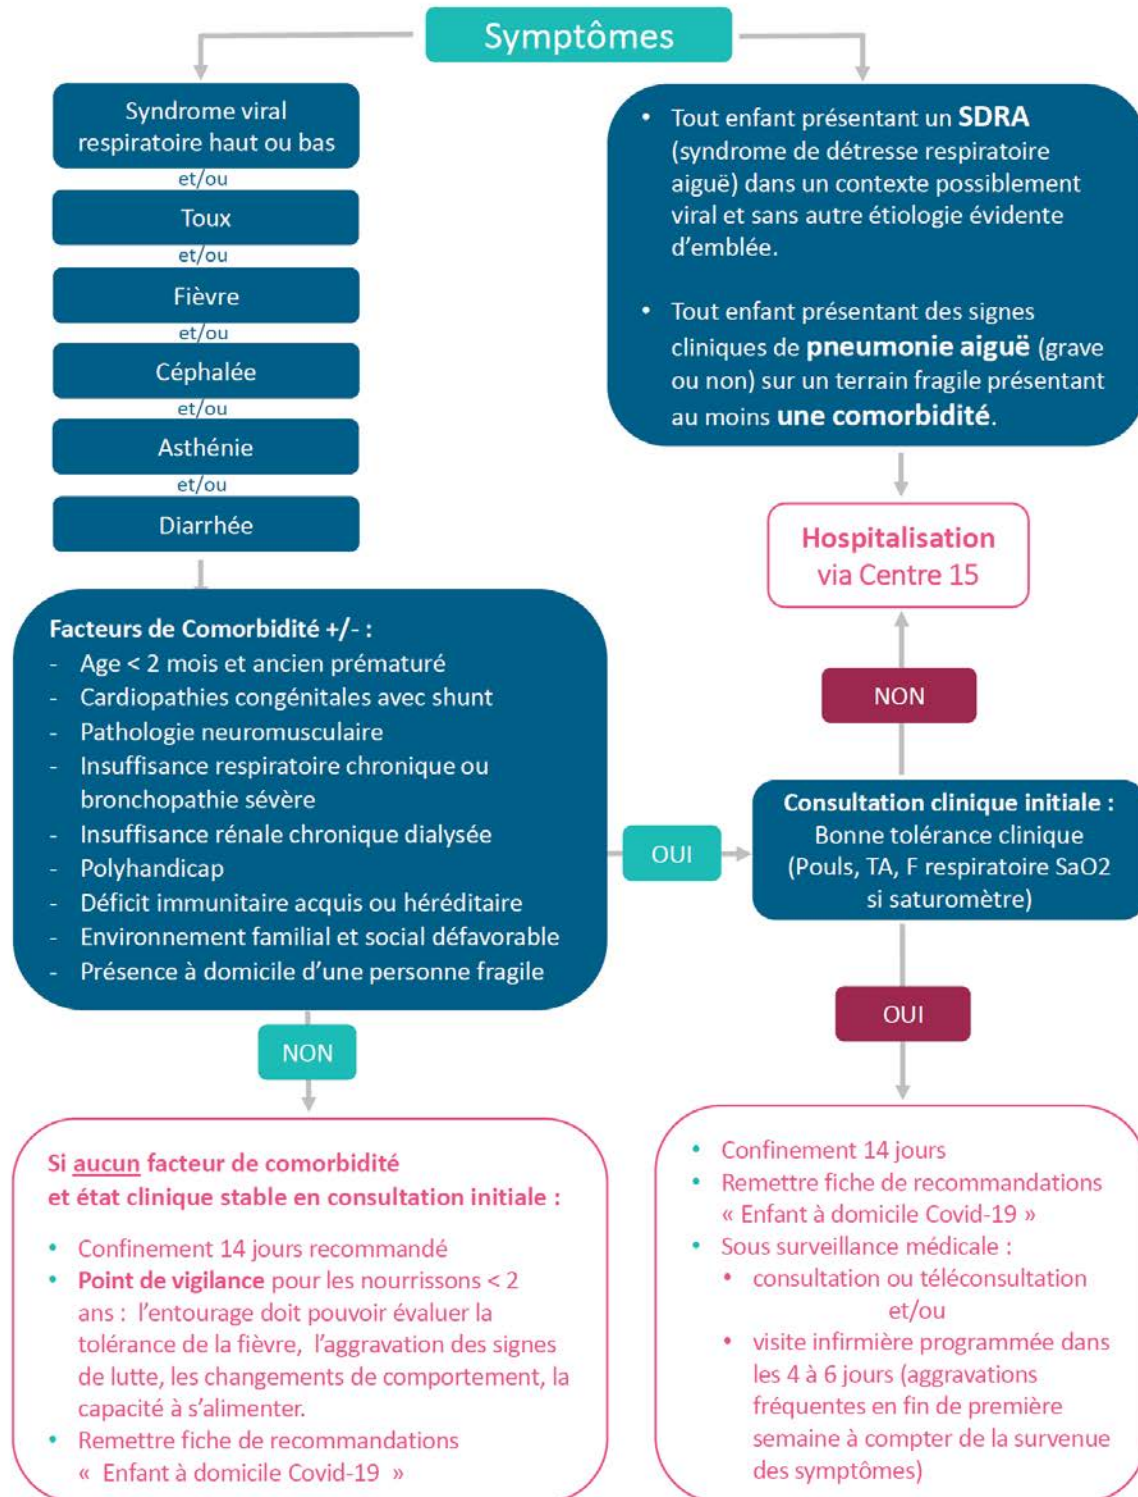 Symptômes
Syndrome viral
respiratoire haut ou bas
et/ou
Toux
et/ou
Fièvre
et/ou
Céphalée
et/ou
Asthénie
et/ou
Diarrhée
• Tout enfant présentant un SDRA
(syndrome de détresse respiratoire
aiguë) dans un contexte possiblement
viral et sans autre étiologie évidente
d’emblée.
• Tout enfant présentant des signes
cliniques de pneumonie aiguë (grave
ou non) sur un terrain fragile présentant
au moins une comorbidité.
Hospitalisation
via Centre 15
NON
Facteurs de Comorbidité +/- :
- Age < 2 mois et ancien prématuré
- Cardiopathies congénitales avec shunt
- Pathologie neuromusculaire
- Insuffisance respiratoire chronique ou
bronchopathie sévère
- Insuffisance rénale chronique dialysée
- Polyhandicap
- Déficit immunitaire acquis ou héréditaire
- Environnement familial et social défavorable
- Présence à domicile d’une personne fragile
OUI
Consultation clinique initiale :
Bonne tolérance clinique
(Pouls, TA, F respiratoire SaO2
si saturomètre)
OUI
NON
Si aucun facteur de comorbidité
et état clinique stable en consultation initiale :
• Confinement 14 jours recommandé
• Point de vigilance pour les nourrissons < 2
ans : l’entourage doit pouvoir évaluer la
tolérance de la fièvre, l’aggravation des signes
de lutte, les changements de comportement, la
capacité à s’alimenter.
• Remettre fiche de recommandations
« Enfant à domicile Covid-19 »
• Confinement 14 jours
• Remettre fiche de recommandations
« Enfant à domicile Covid-19 »
• Sous surveillance médicale :
• consultation ou téléconsultation
et/ou
• visite infirmière programmée dans
les 4 à 6 jours (aggravations
fréquentes en fin de première
semaine à compter de la survenue
des symptômes)